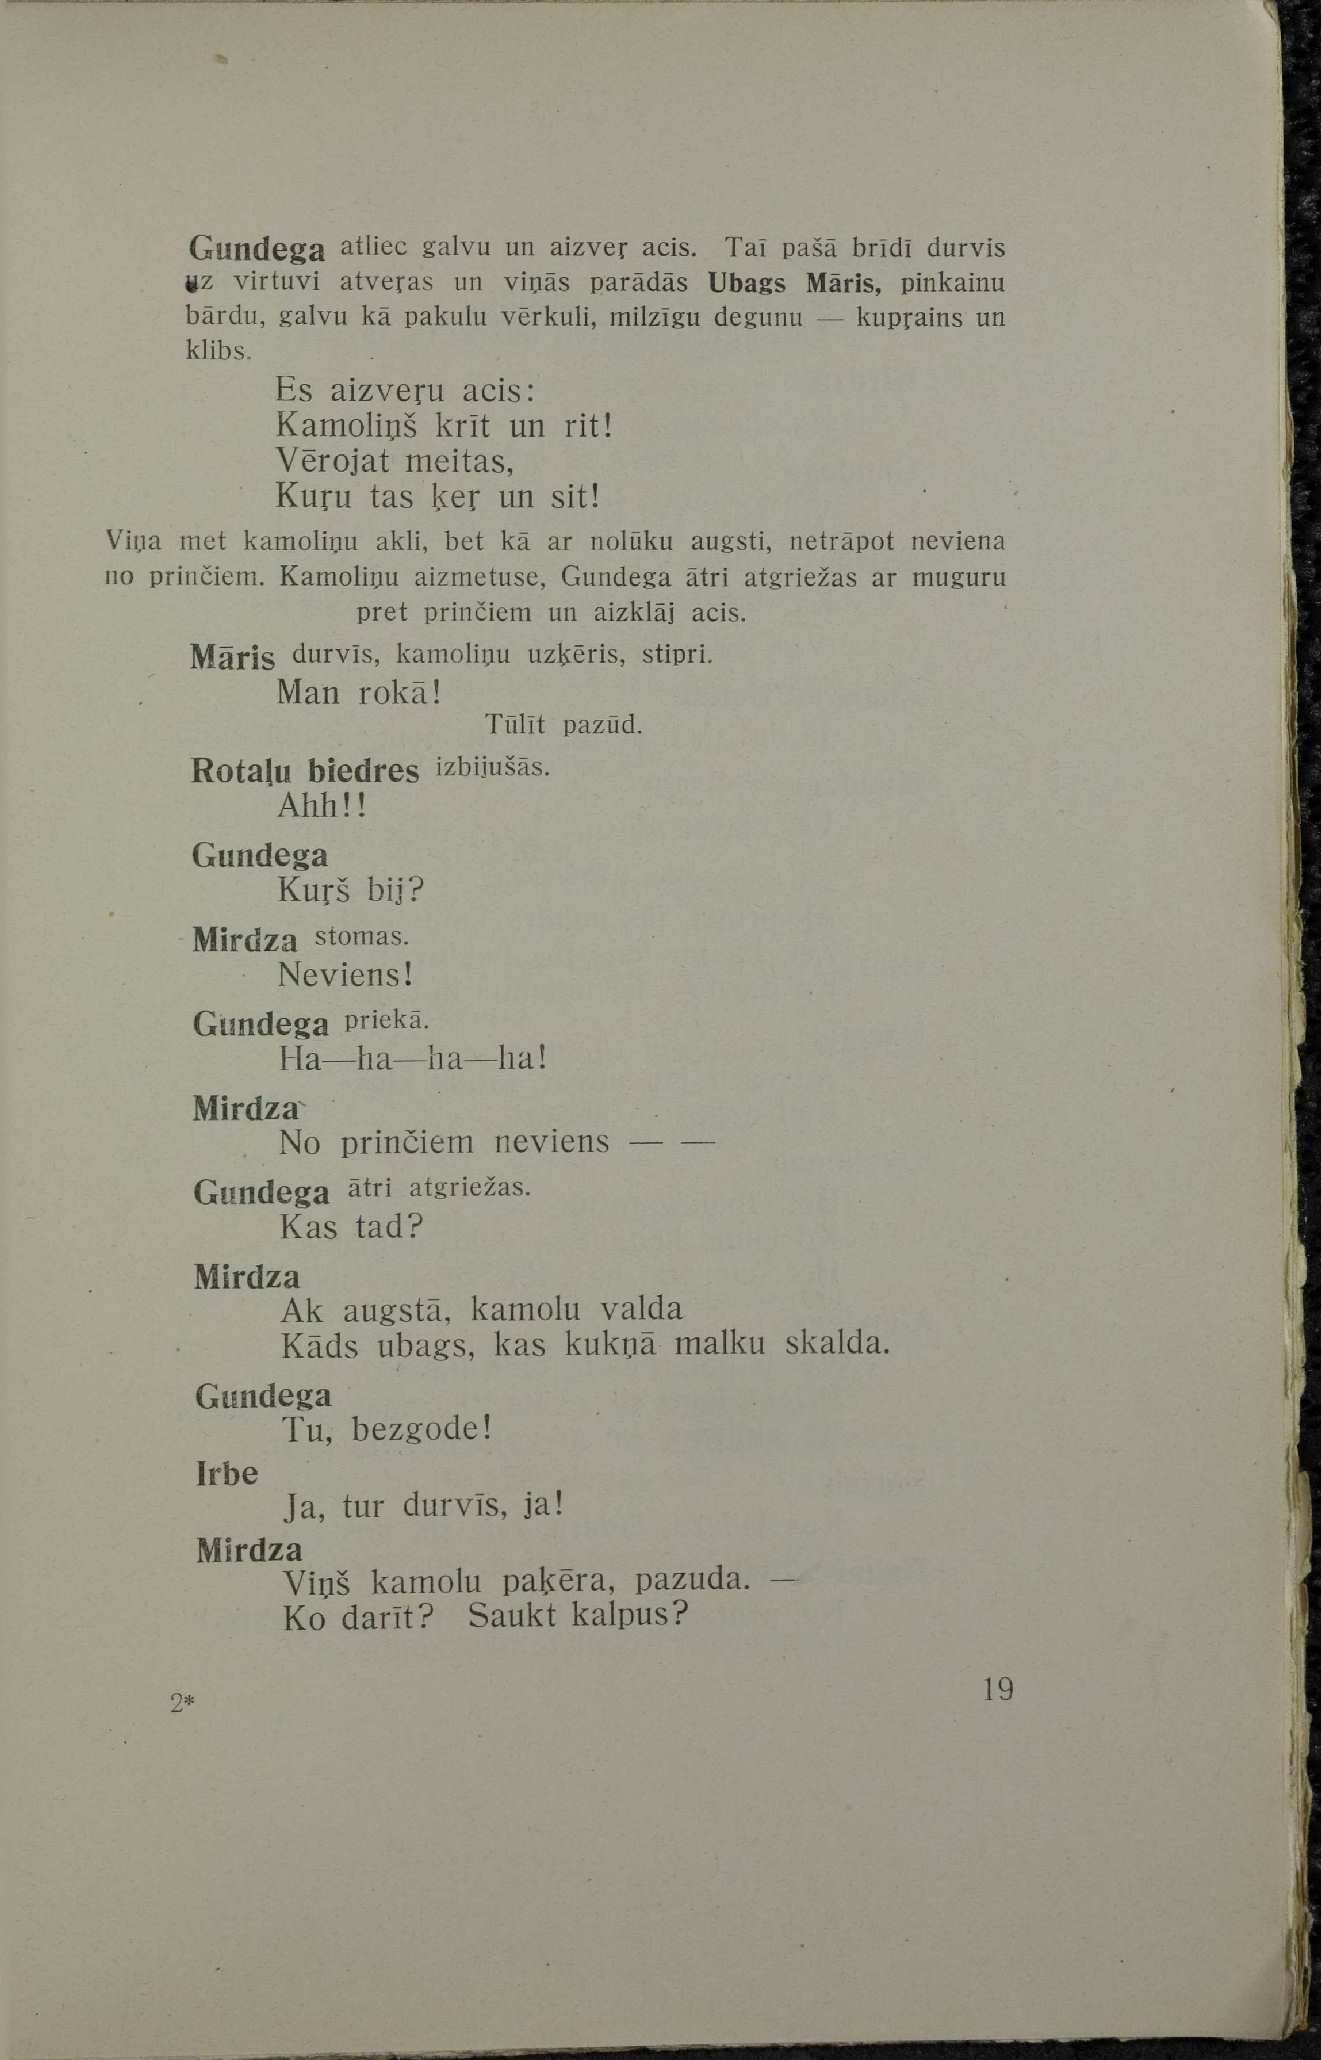 Gundega atliec galvu un aizveŗ acis. Taī pašā brīdī durvis
uz virtuvi atveŗas un viņās parādās Ubags Māris, pinkainu
bārdu, galvu kā pakulu vērkuli, milzīgu degunu — kupŗains un
klibs.
Es aizveŗu acis:
Kamoliņš krīt un rit!
Vērojat meitas,
Kuŗu tas ķeŗ un sit!
Viņa met kamoliņu akli, bet kā ar nolūku augsti, netrāpot neviena
no prinčiem. Kamoliņu aizmetuse, Gundega ātri atgriežas ar muguru
pret prinčiem un aizklāj acis.
Māris durvīs, kamoliņu uzķēris, stipri.
Man rokā!
Tūlīt pazūd.
Rotaļu biedres izbijušās.
Ahh!!
Gundega
Kuŗš bij?
Mirdza stomas.
Neviens!
Gundega priekā.
Ha—ha—ha—ha!
Mirdza
No prinčiem neviens — —
Gundega ātri atgriežas.
Kas tad?
Mirdza
Ak augstā, kamolu valda
Kāds ubags, kas kukņā malku skalda.
Gundega
Tu, bezgode!
Irbe
Ja, tur durvīs, ja!
Mirdza
Viņš kamolu paķēra, pazuda. —
Ko darīt? Saukt kalpus?
2*
19